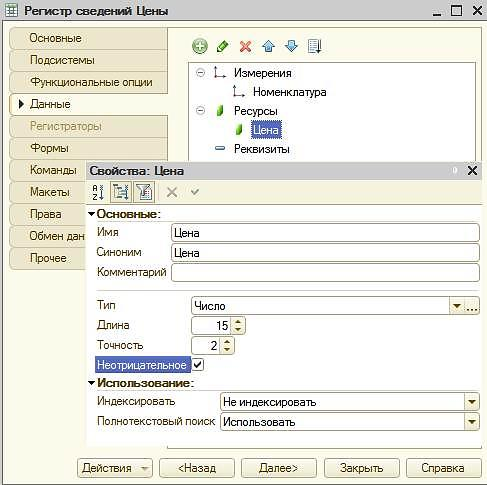 Регистр сведений Цены
Основные
Подсистемы
Функциональные опции
Данные
Регистраторы
Формы
Команды
Макеты
Права
Обмен дан
Прочее
Измерения
Номенклатура
Ресурсы
Цена
Реквизиты
Свойства: Цена
Основные:
Имя Цена
Синоним Цена
Комментарий
Тип Число
Длина 15
Точность 2
Неотрицательное
Использование:
Индексировать Не индексировать
Полнотекстовый поиск Использовать
Действия <Назад Далее> Закрыть Справка